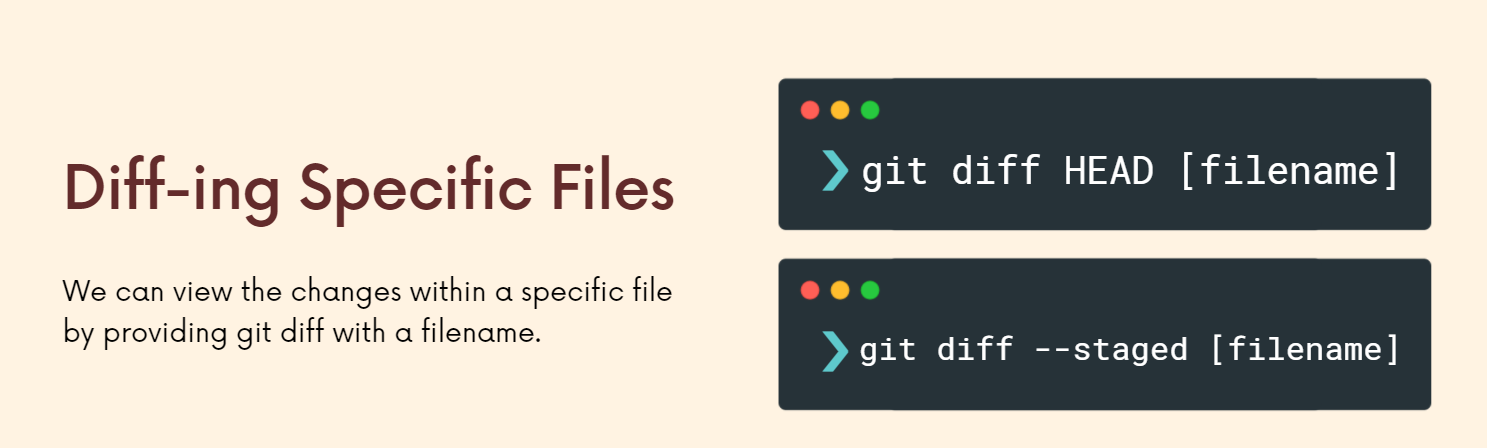 Diff-ing Specific Files
We can view the changes within a specific file
by providing git diff with a filename.
❯ git diff HEAD [filename]
❯ git diff --staged [filename]